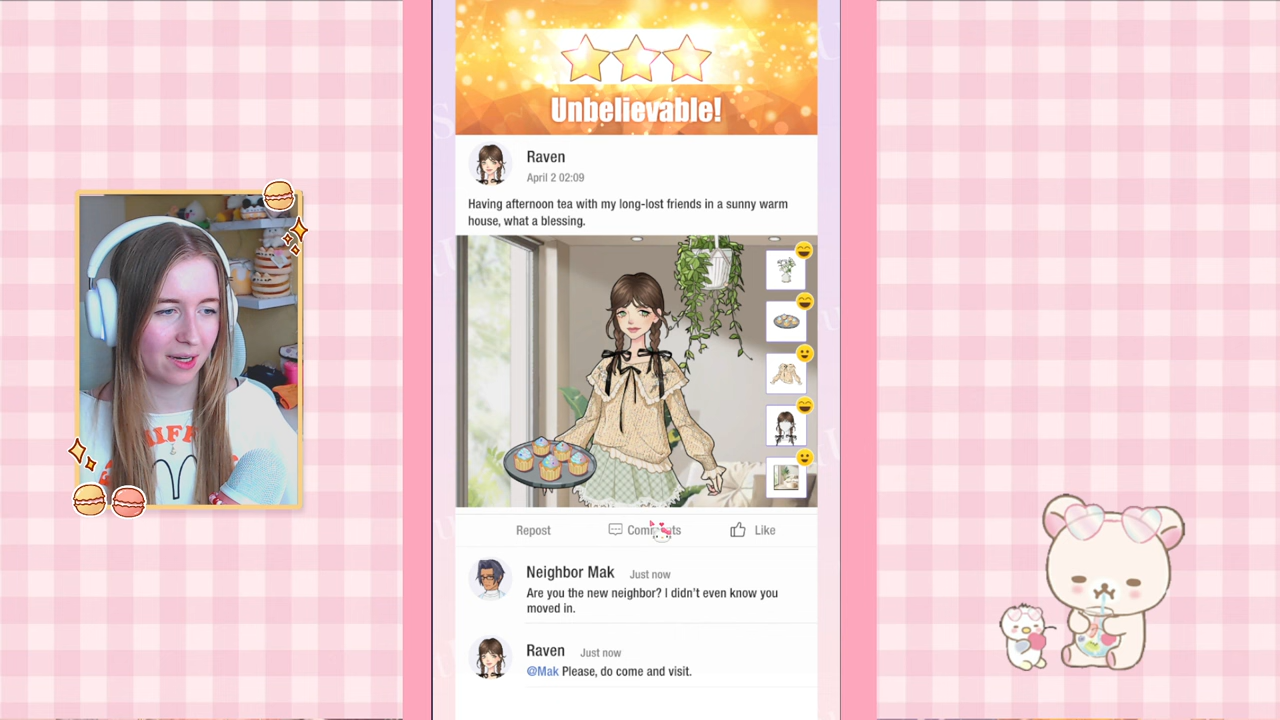 Unbelievable!
Raven
April 2 02:09
Having afternoon tea with my long-lost friends in a sunny warm
house, what a blessing.
Repost
Like
Neighbor Mak Just now
Are you the new neighbor? I didn't even know you
moved in.
Raven Just now
@Mak Please, do come and visit.